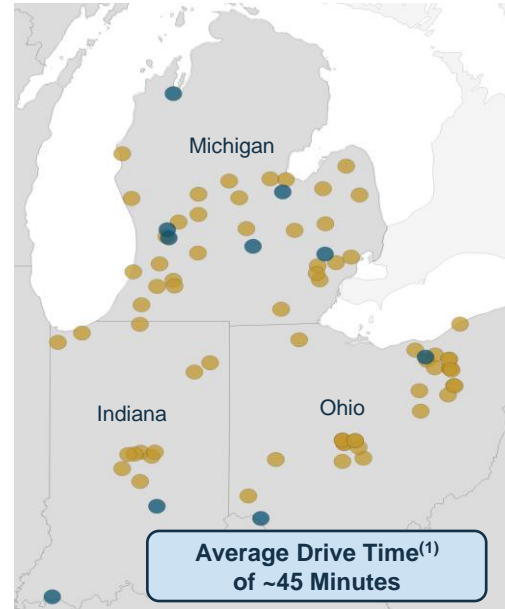 Michigan
Indiana
Ohio
Average Drive Time(1)
of ~45 Minutes